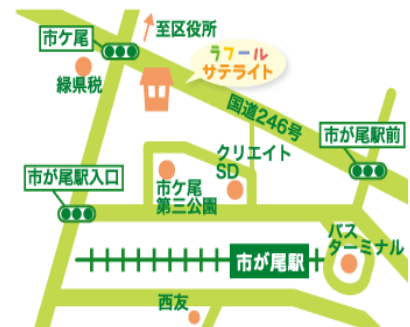 至区役所
市ケ尾
ラフール
サテライト
緑県税
国道246号
市が尾駅前
クリエイト
SD
市が尾駅入口
市ケ尾
第三公園
バス
ターミナル
市が尾駅
西友